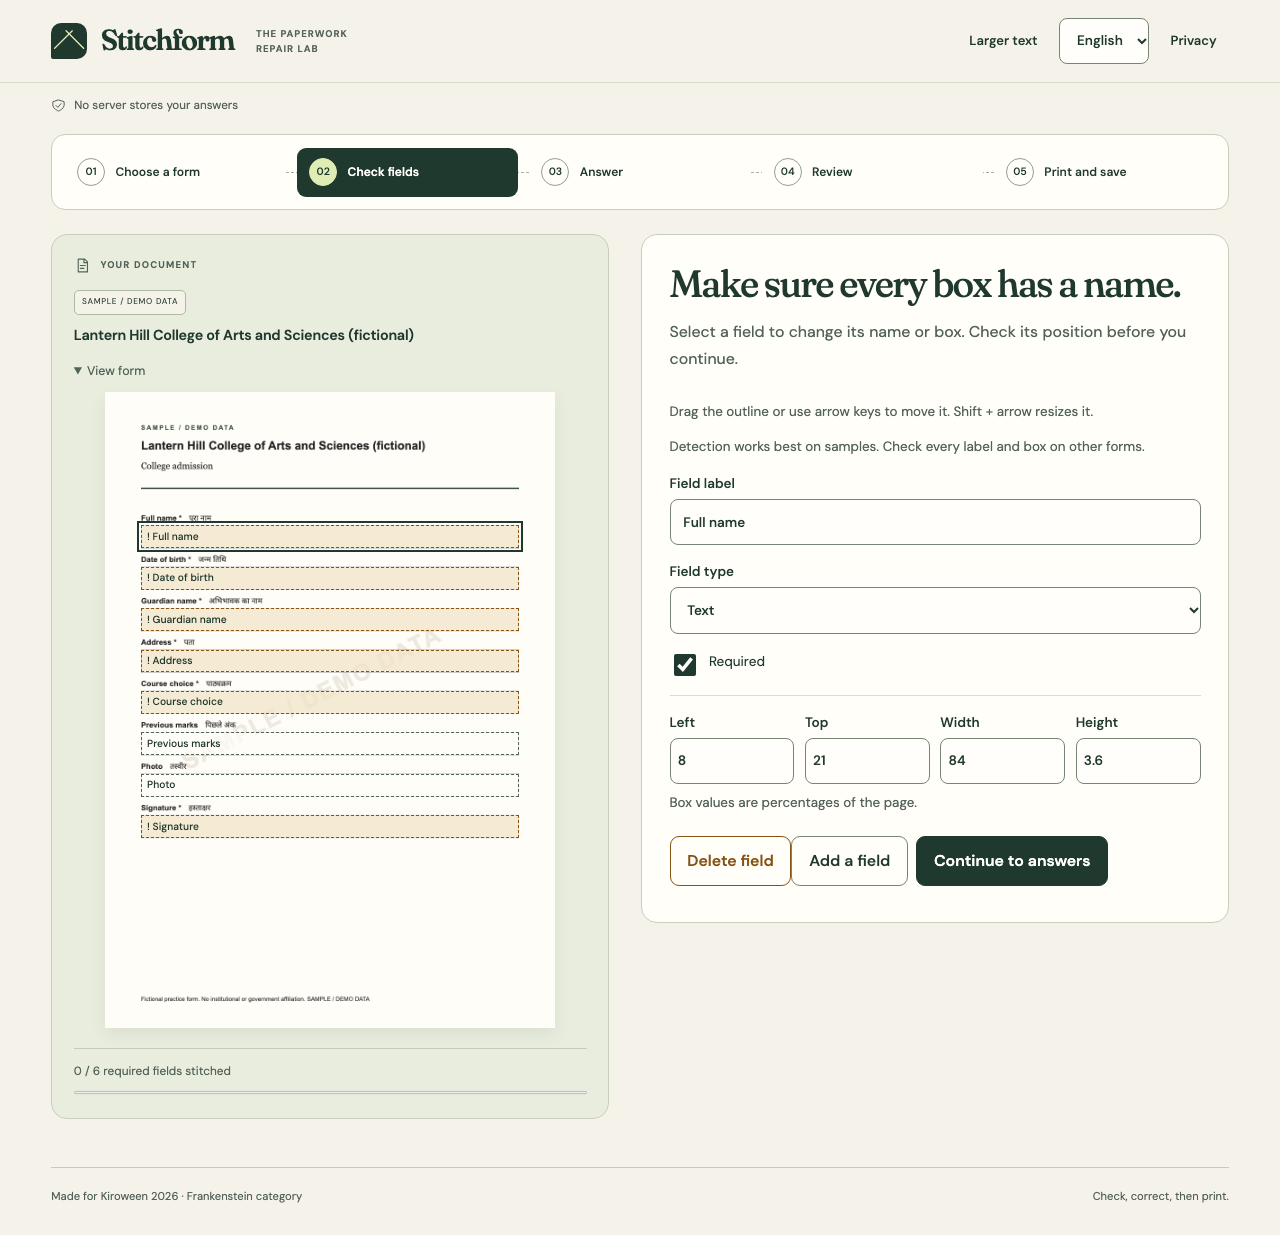 Stitchform
THE PAPERWORK
REPAIR LAB
Larger text
English
Privacy
No server stores your answers
01 Choose a form
02 Check fields
03 Answer
04 Review
05 Print and save
YOUR DOCUMENT
SAMPLE / DEMO DATA
Lantern Hill College of Arts and Sciences (fictional)
▼ View form
SAMPLE / DEMO DATA
Lantern Hill College of Arts and Sciences (fictional)
College admission
Full name * पूरा नाम
! Full name
Date of birth * जन्म तिथि
! Date of birth
Guardian name * अभिभावक का नाम
! Guardian name
Address * पता
! Address
Course choice * पाठ्यक्रम
! Course choice
Previous marks पिछले अंक
Previous marks
Photo तस्वीर
Photo
Signature * हस्ताक्षर
! Signature
SAMPLE / DEMO DATA
Fictional practice form. No institutional or government affiliation. SAMPLE / DEMO DATA
0 / 6 required fields stitched
Make sure every box has a name.
Select a field to change its name or box. Check its position before you
continue.
Drag the outline or use arrow keys to move it. Shift + arrow resizes it.
Detection works best on samples. Check every label and box on other forms.
Field label
Full name
Field type
Text
Required
Left Top Width Height
8 21 84 3.6
Box values are percentages of the page.
Delete field Add a field Continue to answers
Made for Kiroween 2026 · Frankenstein category
Check, correct, then print.